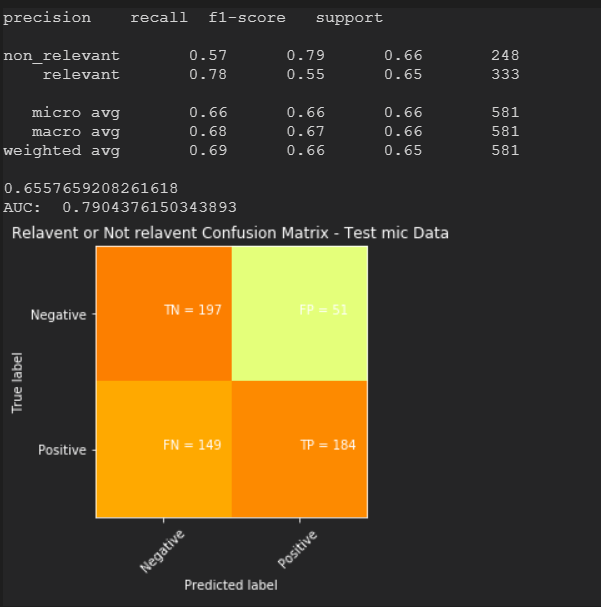 precision recall f1-score support
non_relevant 0.57 0.79 0.66 248
relevant 0.78 0.55 0.65 333
micro avg 0.66 0.66 0.66 581
macro avg 0.68 0.67 0.66 581
weighted avg 0.69 0.66 0.65 581
0.6557659208261618
AUC: 0.7904376150343893
Relavent or Not relavent Confusion Matrix - Test mic Data
Negative
TN = 197
FP = 51
True label
Positive
FN = 149
TP = 184
Negative
Positive
Predicted label